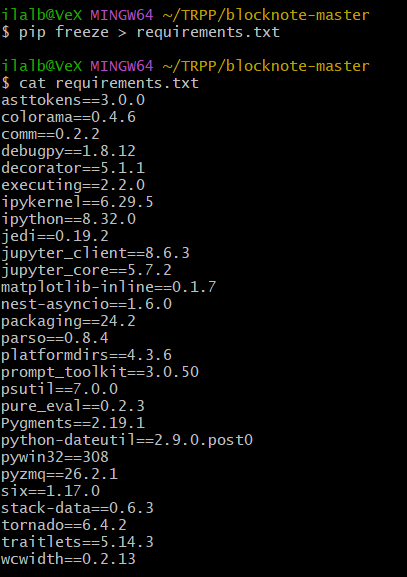 ilalb@VeX MINGW64 ~/TRPP/blocknote-master
$ pip freeze > requirements.txt
ilalb@VeX MINGW64 ~/TRPP/blocknote-master
$ cat requirements.txt
asttokens==3.0.0
colorama==0.4.6
comm==0.2.2
debugpy==1.8.12
decorator==5.1.1
executing==2.2.0
ipykernel==6.29.5
ipython==8.32.0
jedi==0.19.2
jupyter_client==8.6.3
jupyter_core==5.7.2
matplotlib-inline==0.1.7
nest-asyncio==1.6.0
packaging==24.2
parso==0.8.4
platformdirs==4.3.6
prompt_toolkit==3.0.50
psutil==7.0.0
pure_eval==0.2.3
Pygments==2.19.1
python-dateutil==2.9.0.post0
pywin32==308
pyzmq==26.2.1
six==1.17.0
stack-data==0.6.3
tornado==6.4.2
traitlets==5.14.3
wcwidth==0.2.13